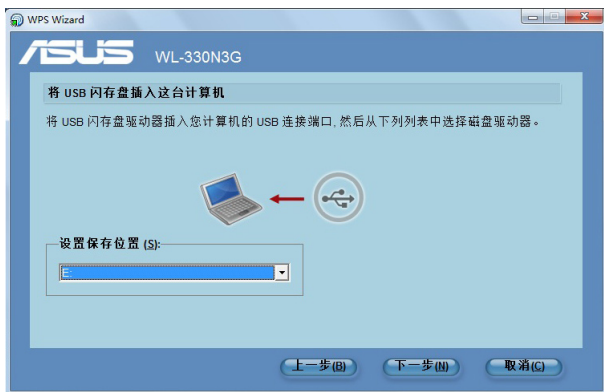 WPS Wizard
ASUS WL-330N3G
将 USB 闪存盘插入这台计算机
将 USB 闪存盘驱动器插入您计算机的 USB 连接端口,然后从下列列表中选择磁盘驱动器。
设置保存位置 (S):
E:
上一步(B) 下一步(N) 取消(C)